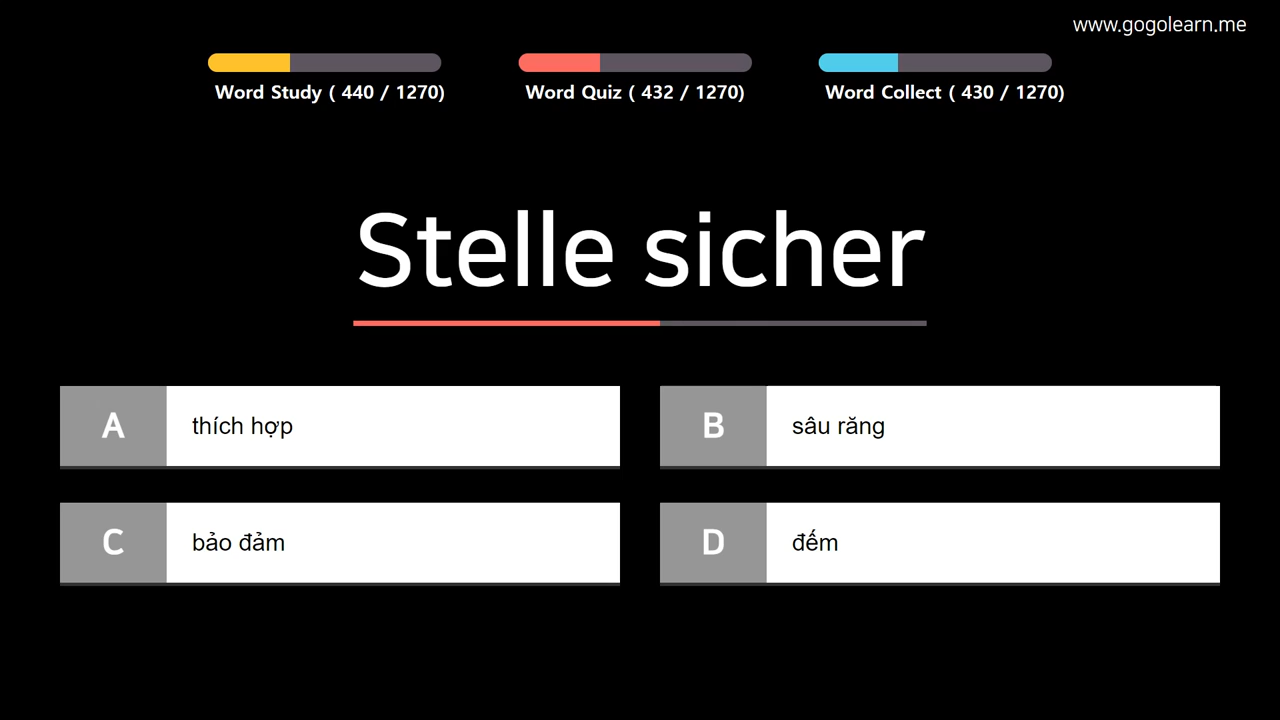 www.gogolearn.me
Word Study ( 440 / 1270)
Word Quiz ( 432 / 1270)
Word Collect ( 430 / 1270)
Stelle sicher
A
thích hợp
B
sâu răng
C
bảo đảm
D
đếm